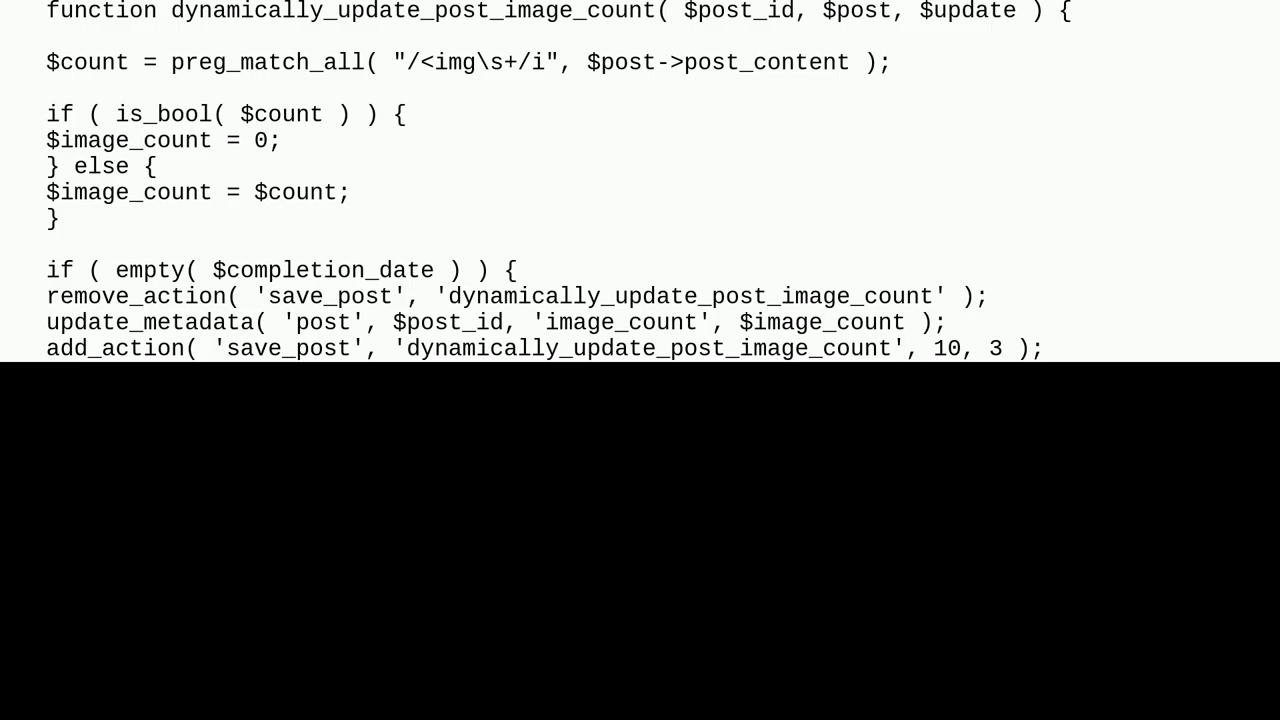 function dynamically_update_post_image_count( $post_id, $post, $update ) {
$count = preg_match_all( "/<img\s+/i", $post->post_content );
if ( is_bool( $count ) ) {
$image_count = 0;
} else {
$image_count = $count;
}
if ( empty( $completion_date ) ) {
remove_action( 'save_post', 'dynamically_update_post_image_count' );
update_metadata( 'post', $post_id, 'image_count', $image_count );
add_action( 'save_post', 'dynamically_update_post_image_count', 10, 3 );